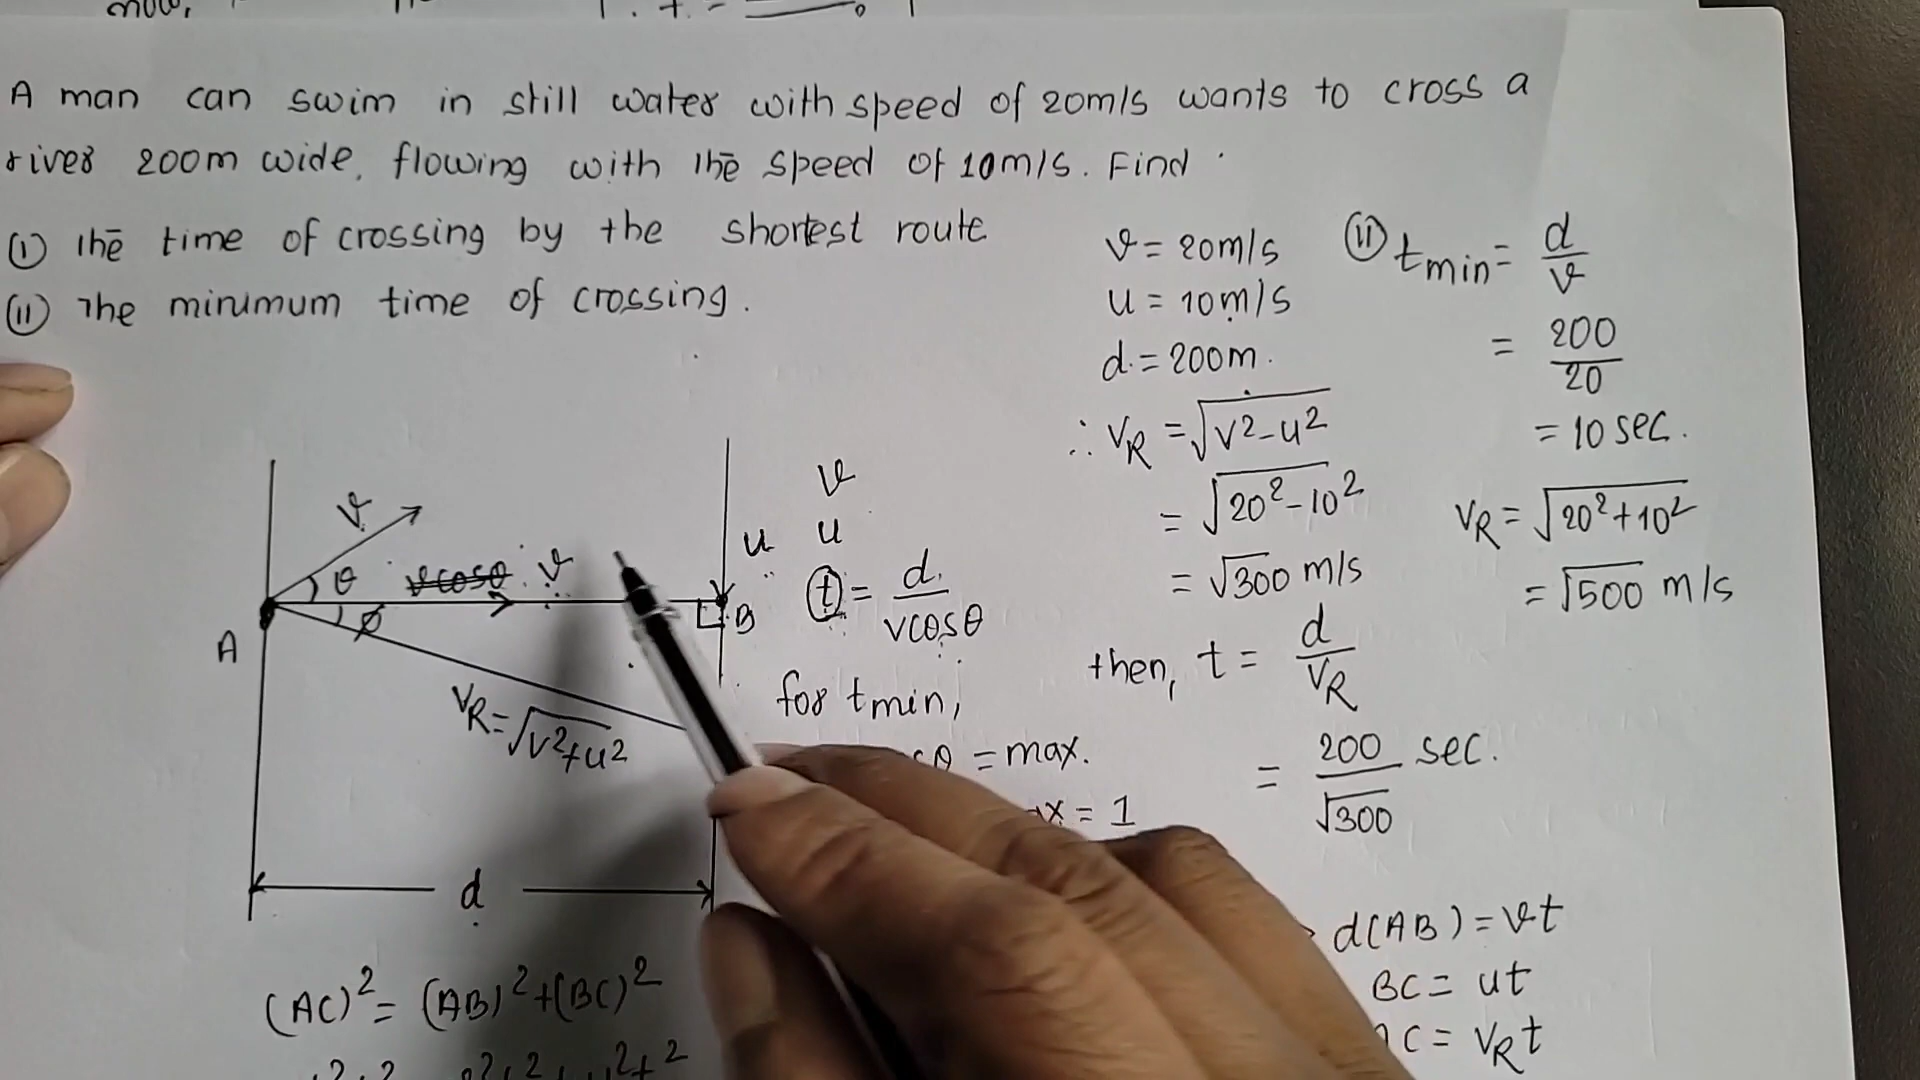 now,
A man can swim in still water with speed of 20m/s wants to cross a
river 200m wide, flowing with the speed of 10m/s. Find
(I) The time of crossing by the shortest route
(II) The minimum time of crossing.
v = 20m/s
u = 10m/s
d = 200m.
∴ VR = √V²-u²
= √20²-10²
= √300 m/s
then, t = d/VR
= 200/√300 sec.
(II) tmin = d/v
= 200/20
= 10 sec.
VR = √20²+10²
= √500 m/s
v
θ
vcosθ
v
u
A
ø
B
VR = √V²+u²
d
v
u
t = d/vcosθ
for tmin,
θ = max.
= 1
(AC)² = (AB)²+(BC)²
d(AB) = vt
BC = ut
C = VRt